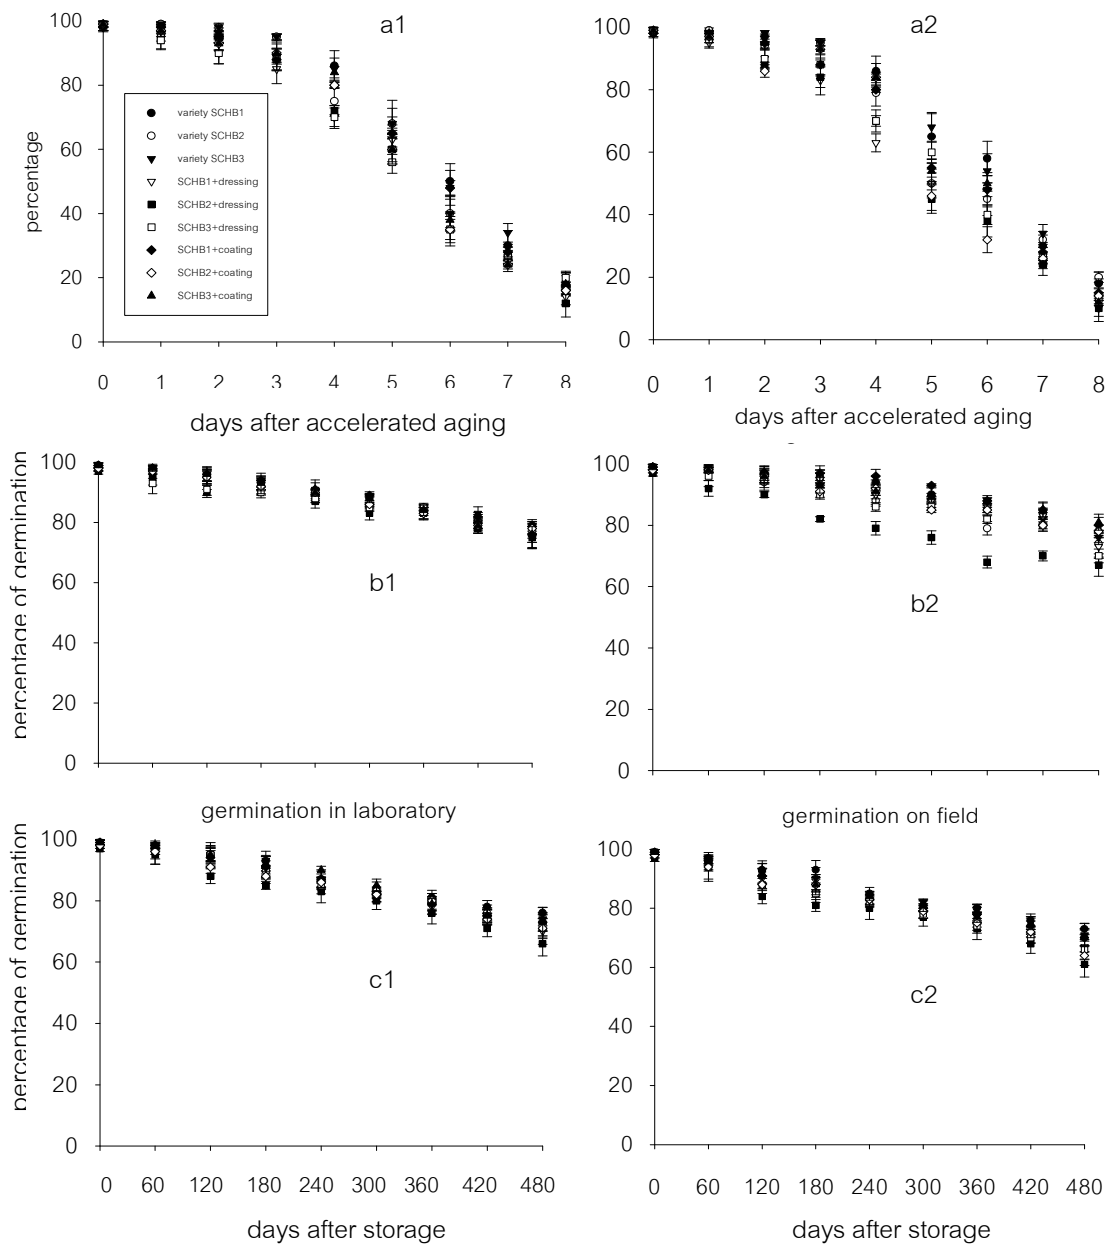 a1
a2
100
80
60
40
20
0
percentage
variety SCHB1
variety SCHB2
variety SCHB3
SCHB1+dressing
SCHB2+dressing
SCHB3+dressing
SCHB1+coating
SCHB2+coating
SCHB3+coating
0 1 2 3 4 5 6 7 8
days after accelerated aging
100
80
60
40
20
0
0 1 2 3 4 5 6 7 8
days after accelerated aging
percentage of germination
100
80
60
40
20
0
b1
100
80
60
40
20
0
b2
germination in laboratory
germination on field
percentage of germination
100
80
60
40
20
0
c1
0 60 120 180 240 300 360 420 480
days after storage
100
80
60
40
20
0
c2
0 60 120 180 240 300 360 420 480
days after storage